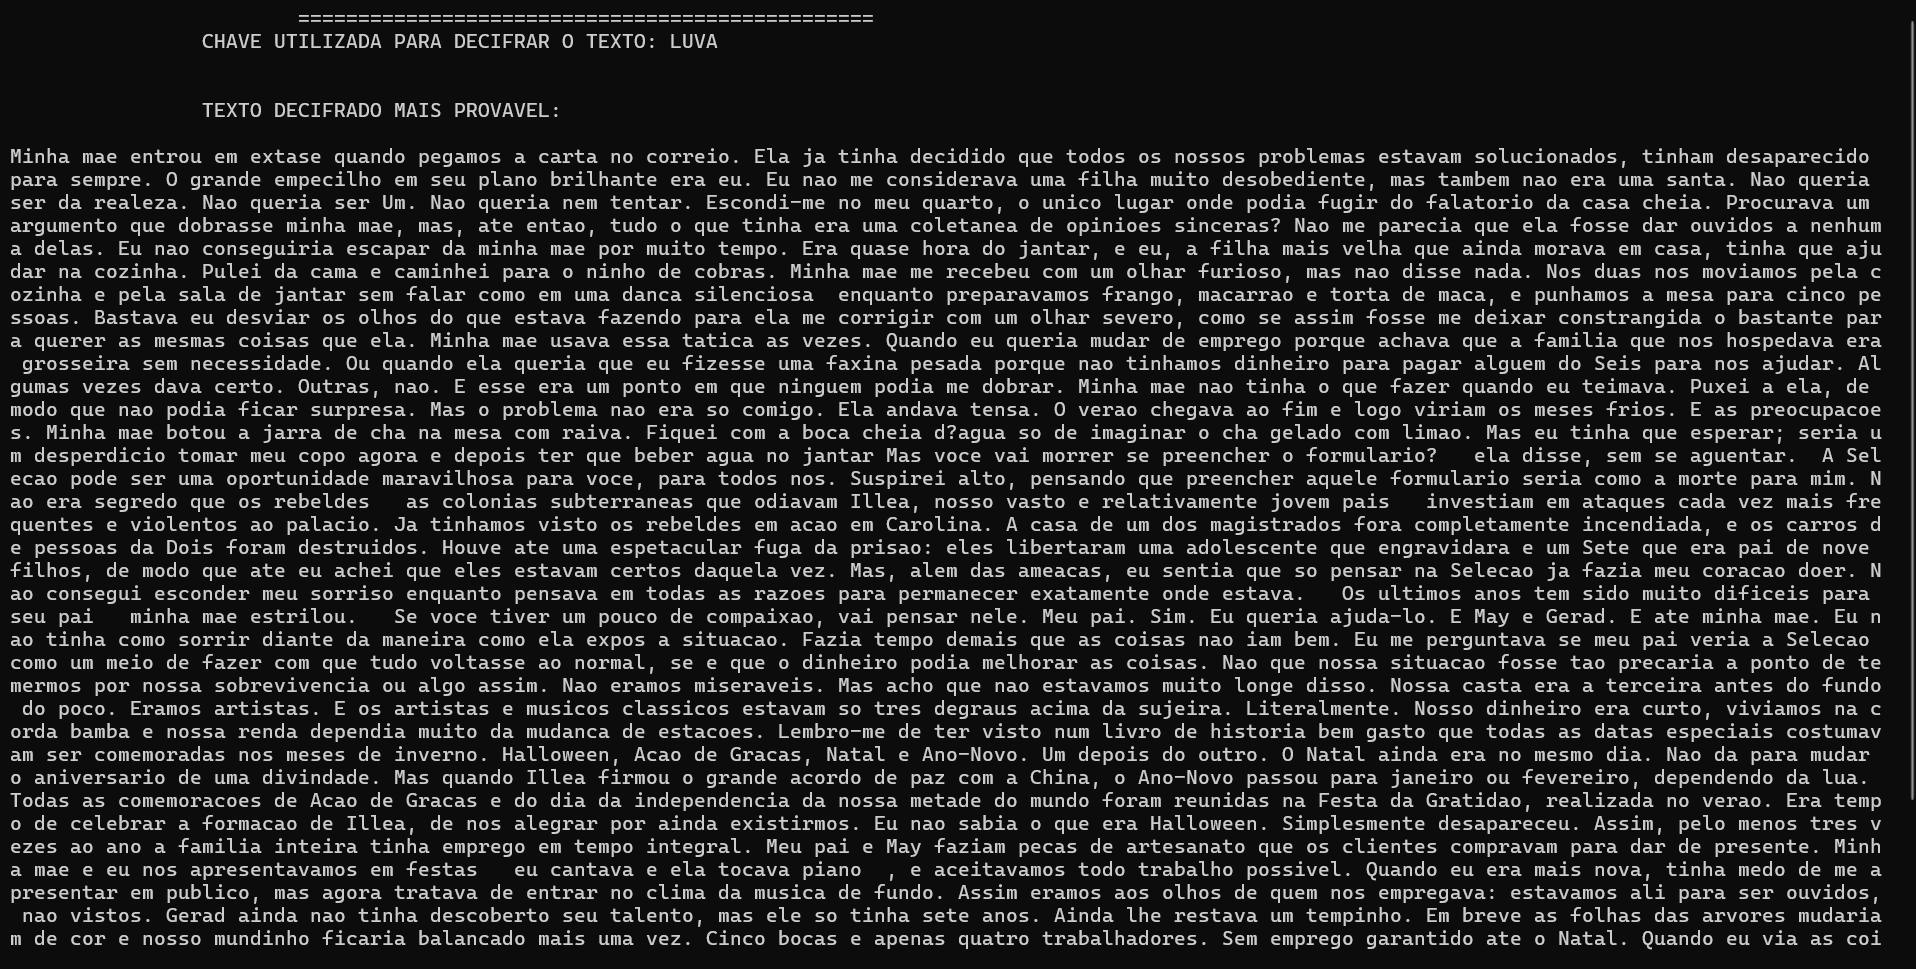 ================================================
CHAVE UTILIZADA PARA DECIFRAR O TEXTO: LUVA
TEXTO DECIFRADO MAIS PROVAVEL:
Minha mae entrou em extase quando pegamos a carta no correio. Ela ja tinha decidido que todos os nossos problemas estavam solucionados, tinham desaparecido
para sempre. O grande empecilho em seu plano brilhante era eu. Eu nao me considerava uma filha muito desobediente, mas tambem nao era uma santa. Nao queria
ser da realeza. Nao queria ser Um. Nao queria nem tentar. Escondi-me no meu quarto, o unico lugar onde podia fugir do falatorio da casa cheia. Procurava um
argumento que dobrasse minha mae, mas, ate entao, tudo o que tinha era uma coletanea de opinioes sinceras? Nao me parecia que ela fosse dar ouvidos a nenhum
a delas. Eu nao conseguiria escapar da minha mae por muito tempo. Era quase hora do jantar, e eu, a filha mais velha que ainda morava em casa, tinha que aju
dar na cozinha. Pulei da cama e caminhei para o ninho de cobras. Minha mae me recebeu com um olhar furioso, mas nao disse nada. Nos duas nos moviamos pela c
ozinha e pela sala de jantar sem falar como em uma danca silenciosa  enquanto preparavamos frango, macarrao e torta de maca, e punhamos a mesa para cinco pe
ssoas. Bastava eu desviar os olhos do que estava fazendo para ela me corrigir com um olhar severo, como se assim fosse me deixar constrangida o bastante par
a querer as mesmas coisas que ela. Minha mae usava essa tatica as vezes. Quando eu queria mudar de emprego porque achava que a familia que nos hospedava era
 grosseira sem necessidade. Ou quando ela queria que eu fizesse uma faxina pesada porque nao tinhamos dinheiro para pagar alguem do Seis para nos ajudar. Al
gumas vezes dava certo. Outras, nao. E esse era um ponto em que ninguem podia me dobrar. Minha mae nao tinha o que fazer quando eu teimava. Puxei a ela, de
modo que nao podia ficar surpresa. Mas o problema nao era so comigo. Ela andava tensa. O verao chegava ao fim e logo viriam os meses frios. E as preocupacoe
s. Minha mae botou a jarra de cha na mesa com raiva. Fiquei com a boca cheia d?agua so de imaginar o cha gelado com limao. Mas eu tinha que esperar; seria u
m desperdicio tomar meu copo agora e depois ter que beber agua no jantar Mas voce vai morrer se preencher o formulario?   ela disse, sem se aguentar.  A Sel
ecao pode ser uma oportunidade maravilhosa para voce, para todos nos. Suspirei alto, pensando que preencher aquele formulario seria como a morte para mim. N
ao era segredo que os rebeldes   as colonias subterraneas que odiavam Illea, nosso vasto e relativamente jovem pais   investiam em ataques cada vez mais fre
quentes e violentos ao palacio. Ja tinhamos visto os rebeldes em acao em Carolina. A casa de um dos magistrados fora completamente incendiada, e os carros d
e pessoas da Dois foram destruidos. Houve ate uma espetacular fuga da prisao: eles libertaram uma adolescente que engravidara e um Sete que era pai de nove
filhos, de modo que ate eu achei que eles estavam certos daquela vez. Mas, alem das ameacas, eu sentia que so pensar na Selecao ja fazia meu coracao doer. N
ao consegui esconder meu sorriso enquanto pensava em todas as razoes para permanecer exatamente onde estava.   Os ultimos anos tem sido muito dificeis para
seu pai   minha mae estrilou.   Se voce tiver um pouco de compaixao, vai pensar nele. Meu pai. Sim. Eu queria ajuda-lo. E May e Gerad. E ate minha mae. Eu n
ao tinha como sorrir diante da maneira como ela expos a situacao. Fazia tempo demais que as coisas nao iam bem. Eu me perguntava se meu pai veria a Selecao
como um meio de fazer com que tudo voltasse ao normal, se e que o dinheiro podia melhorar as coisas. Nao que nossa situacao fosse tao precaria a ponto de te
mermos por nossa sobrevivencia ou algo assim. Nao eramos miseraveis. Mas acho que nao estavamos muito longe disso. Nossa casta era a terceira antes do fundo
 do poco. Eramos artistas. E os artistas e musicos classicos estavam so tres degraus acima da sujeira. Literalmente. Nosso dinheiro era curto, viviamos na c
orda bamba e nossa renda dependia muito da mudanca de estacoes. Lembro-me de ter visto num livro de historia bem gasto que todas as datas especiais costumav
am ser comemoradas nos meses de inverno. Halloween, Acao de Gracas, Natal e Ano-Novo. Um depois do outro. O Natal ainda era no mesmo dia. Nao da para mudar
o aniversario de uma divindade. Mas quando Illea firmou o grande acordo de paz com a China, o Ano-Novo passou para janeiro ou fevereiro, dependendo da lua.
Todas as comemoracoes de Acao de Gracas e do dia da independencia da nossa metade do mundo foram reunidas na Festa da Gratidao, realizada no verao. Era temp
o de celebrar a formacao de Illea, de nos alegrar por ainda existirmos. Eu nao sabia o que era Halloween. Simplesmente desapareceu. Assim, pelo menos tres v
ezes ao ano a familia inteira tinha emprego em tempo integral. Meu pai e May faziam pecas de artesanato que os clientes compravam para dar de presente. Minh
a mae e eu nos apresentavamos em festas   eu cantava e ela tocava piano  , e aceitavamos todo trabalho possivel. Quando eu era mais nova, tinha medo de me a
presentar em publico, mas agora tratava de entrar no clima da musica de fundo. Assim eramos aos olhos de quem nos empregava: estavamos ali para ser ouvidos,
 nao vistos. Gerad ainda nao tinha descoberto seu talento, mas ele so tinha sete anos. Ainda lhe restava um tempinho. Em breve as folhas das arvores mudaria
m de cor e nosso mundinho ficaria balancado mais uma vez. Cinco bocas e apenas quatro trabalhadores. Sem emprego garantido ate o Natal. Quando eu via as coi